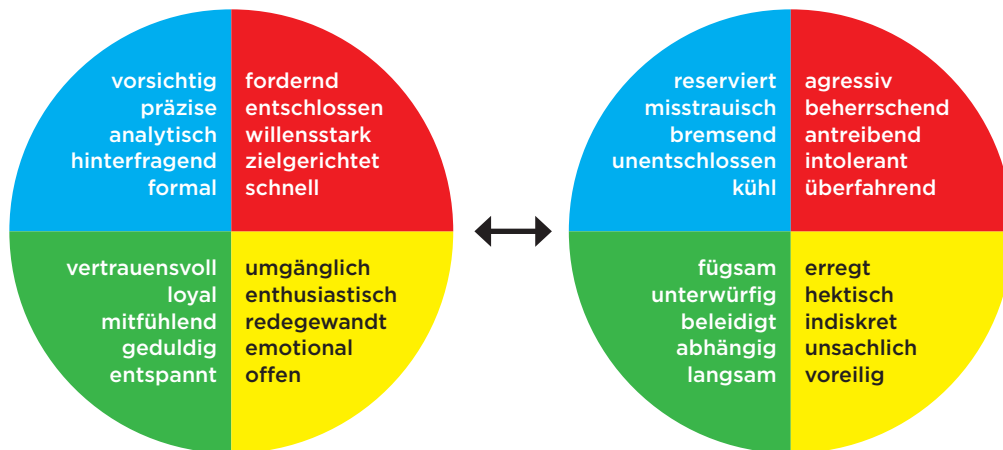 vorsichtig
präzise
analytisch
hinterfragend
formal
fordernd
entschlossen
willensstark
zielgerichtet
schnell
vertrauensvoll
loyal
mitfühlend
geduldig
entspannt
umgänglich
enthusiastisch
redegewandt
emotional
offen
reserviert
misstrauisch
bremsend
unentschlossen
kühl
agressiv
beherrschend
antreibend
intolerant
überfahrend
fügsam
unterwürfig
beleidigt
abhängig
langsam
erregt
hektisch
indiskret
unsachlich
voreilig